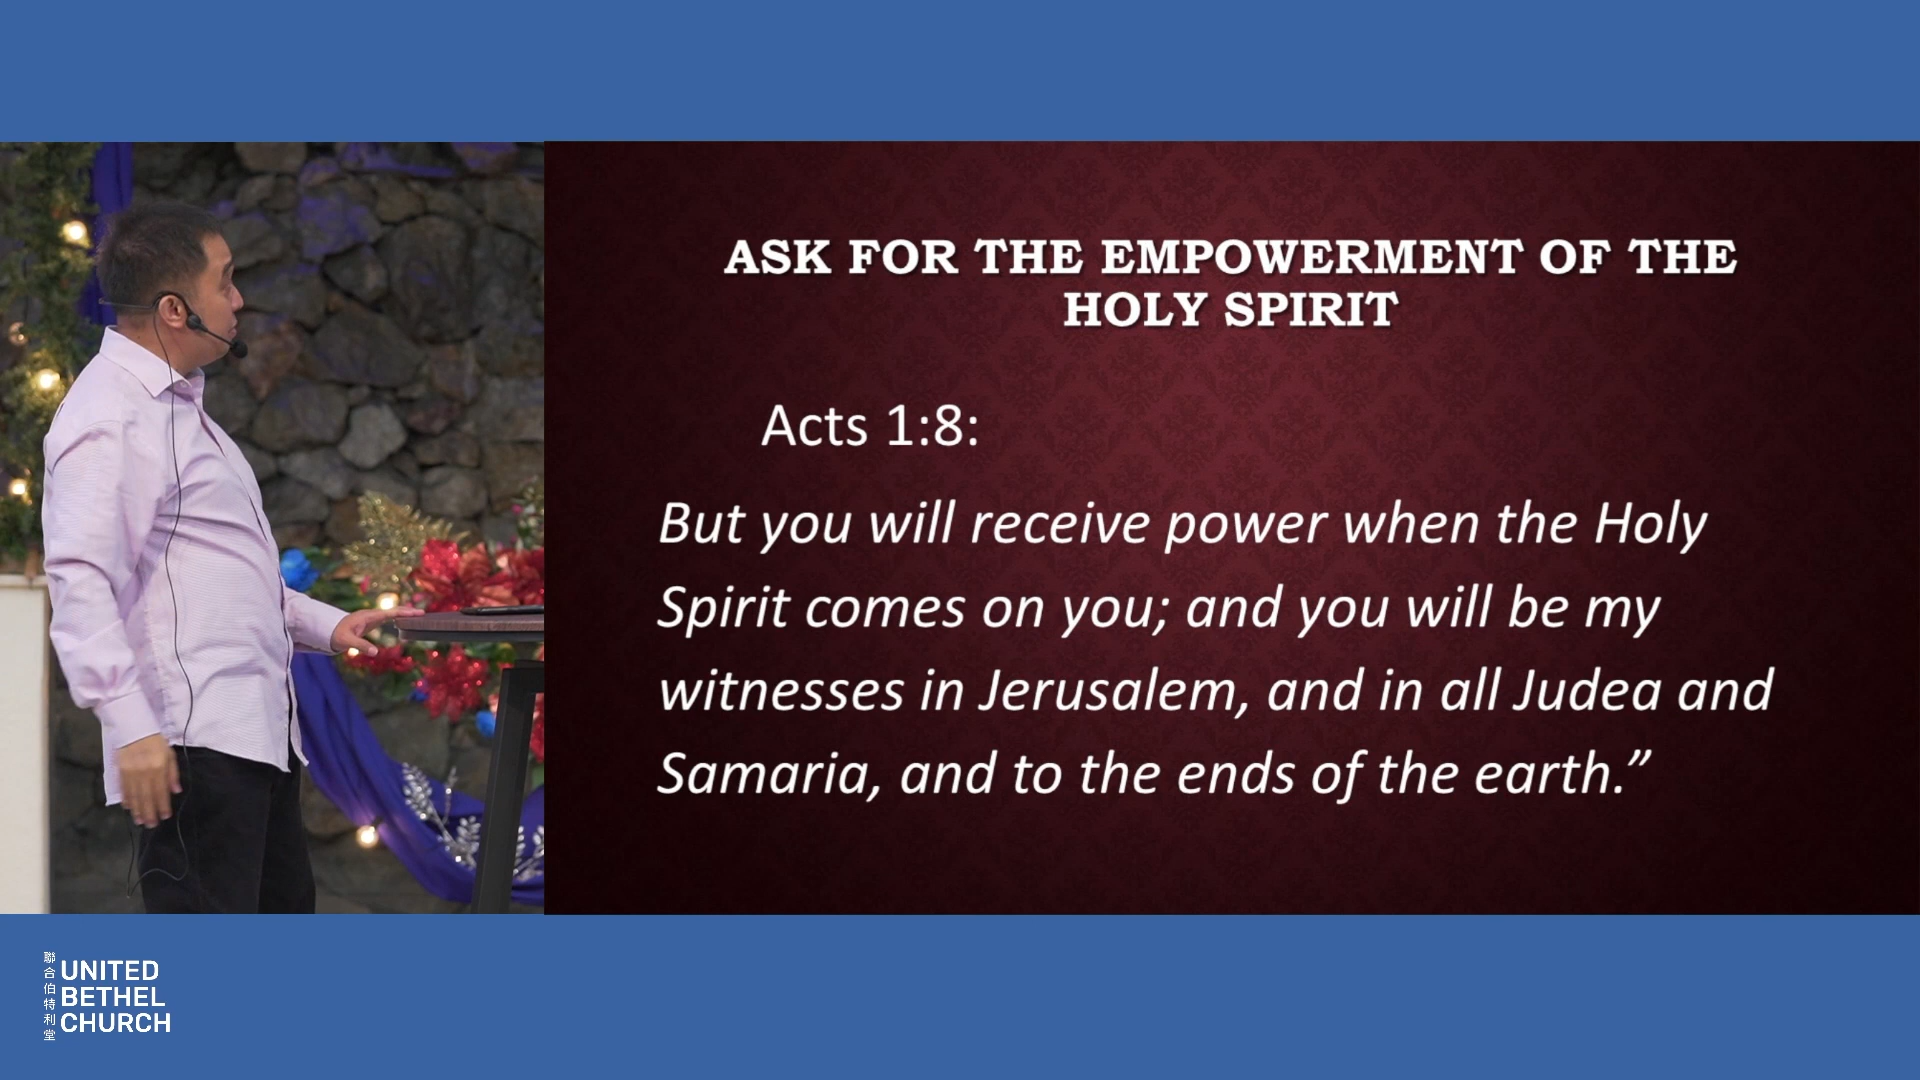 ASK FOR THE EMPOWERMENT OF THE
HOLY SPIRIT
Acts 1:8:
But you will receive power when the Holy
Spirit comes on you; and you will be my
witnesses in Jerusalem, and in all Judea and
Samaria, and to the ends of the earth.”
聯合伯特利堂
UNITED
BETHEL
CHURCH